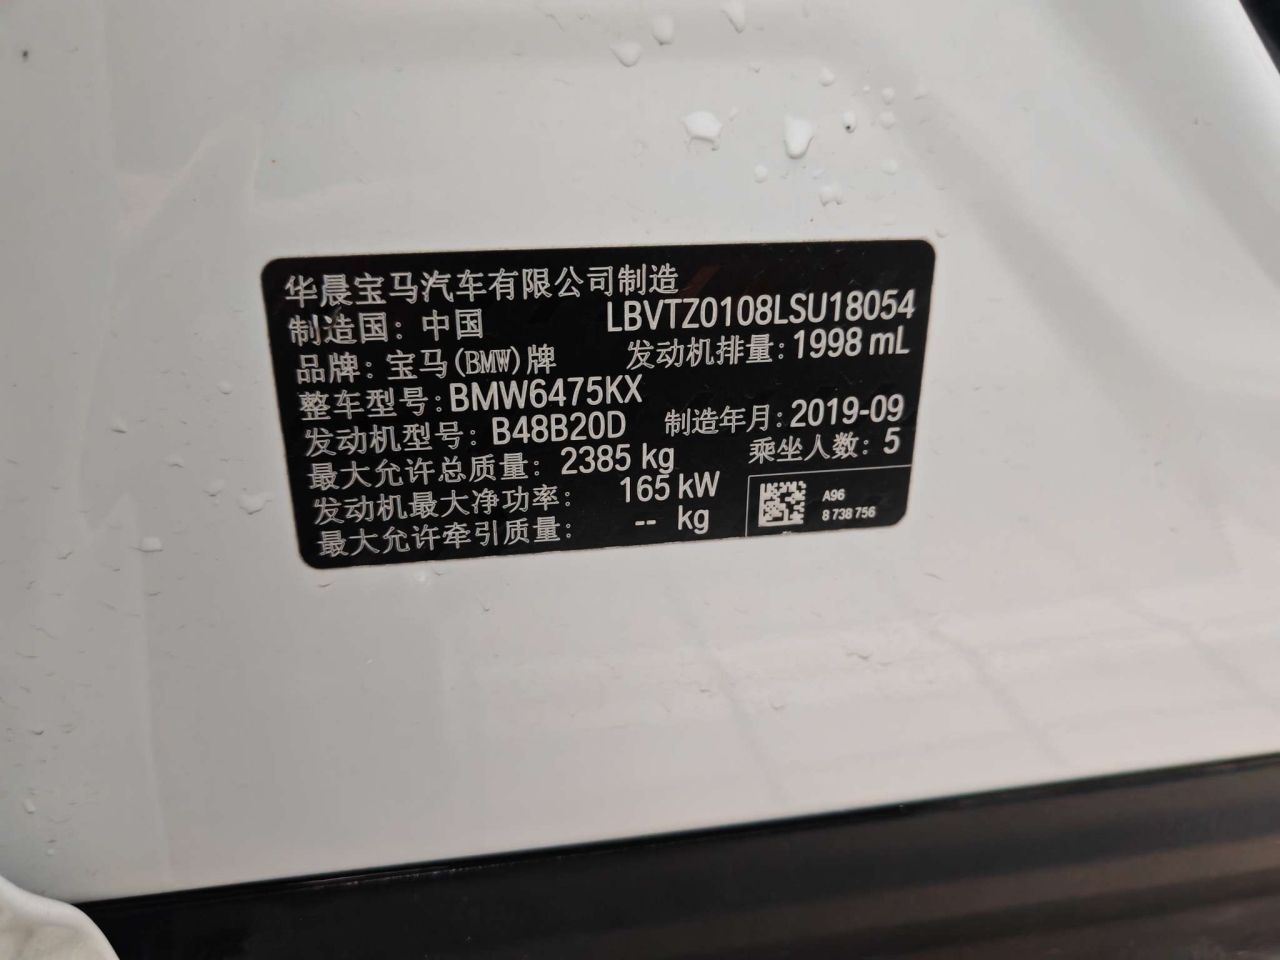 华晨宝马汽车有限公司制造
制造国：中国 LBVTZ0108LSU18054
品牌：宝马(BMW)牌 发动机排量：1998 mL
整车型号：BMW6475KX
发动机型号：B48B20D 制造年月：2019-09
最大允许总质量：2385 kg 乘坐人数：5
发动机最大净功率：165 kW
最大允许牵引质量：-- kg
A96
8 738 756